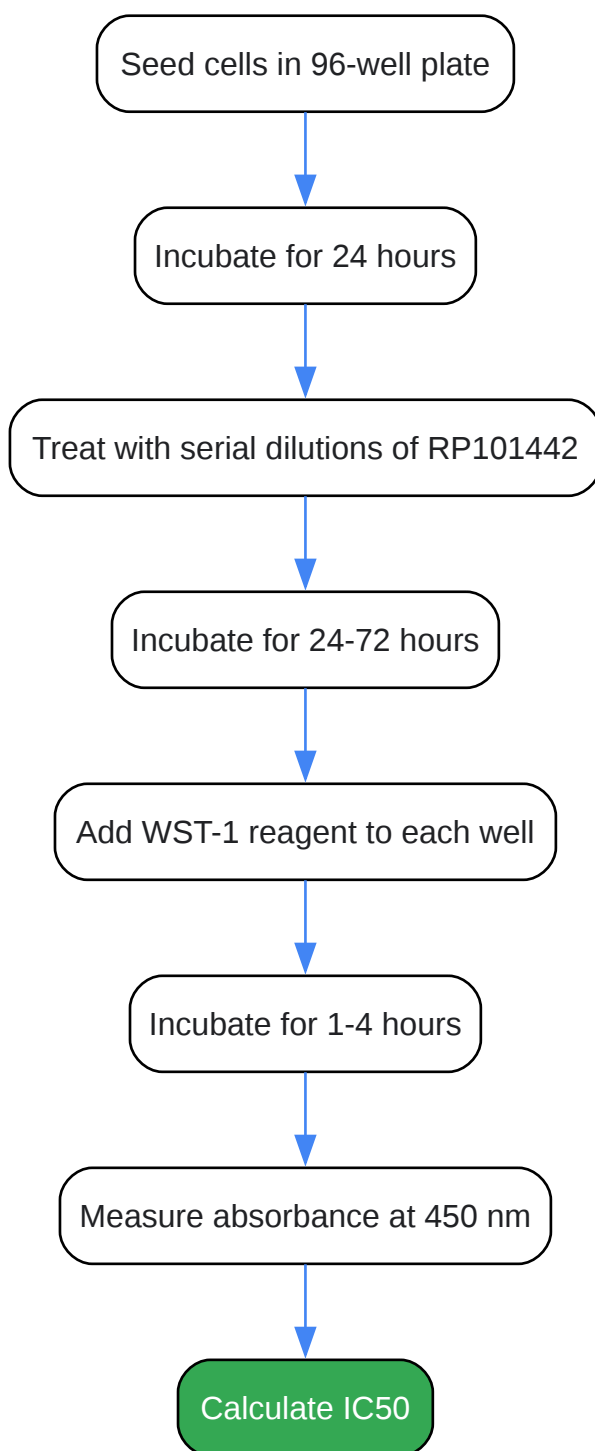 Seed cells in 96-well plate
Incubate for 24 hours
Treat with serial dilutions of RP101442
Incubate for 24-72 hours
Add WST-1 reagent to each well
Incubate for 1-4 hours
Measure absorbance at 450 nm
Calculate IC50